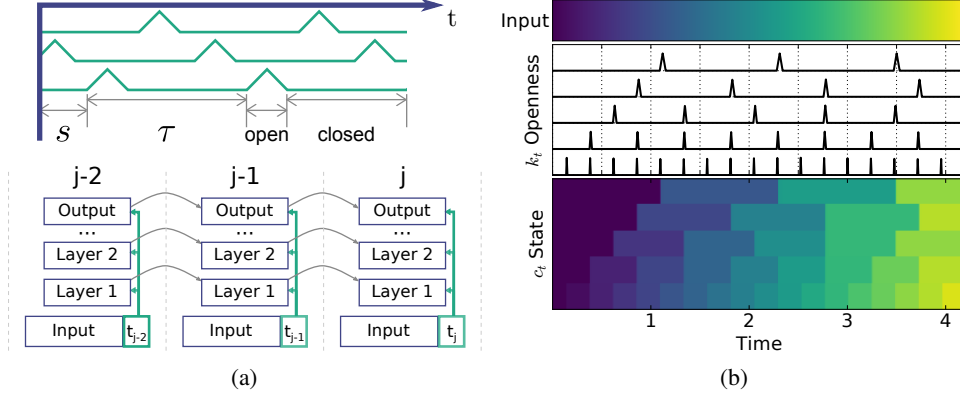 t
s
τ
open
closed
j-2
j-1
j
Output
Output
Output
...
...
...
Layer 2
Layer 2
Layer 2
Layer 1
Layer 1
Layer 1
Input
t_{j-2}
Input
t_{j-1}
Input
t_j
(a)
Input
k_t Openness
c_t State
1
2
3
4
Time
(b)